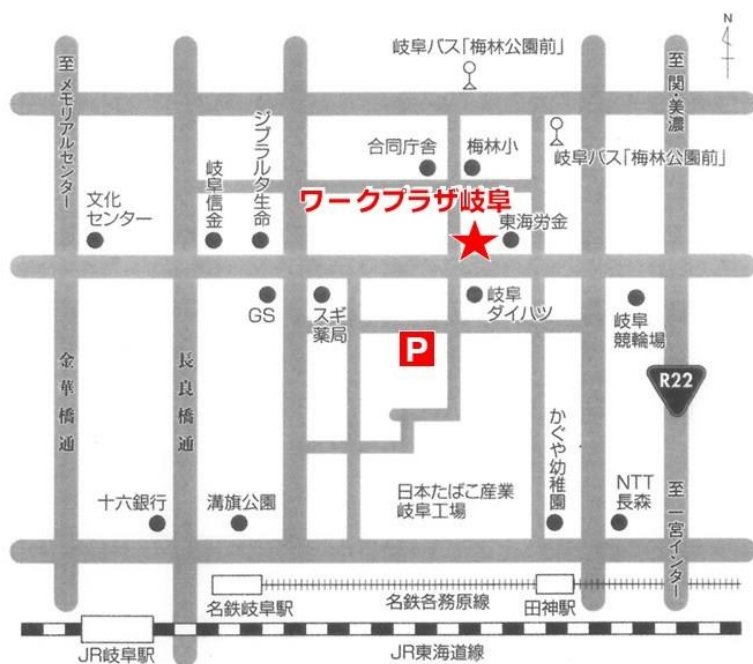 N
岐阜バス「梅林公園前」
至 メモリアルセンター
至 関・美濃
ジブラルタ生命
岐阜信金
合同庁舎
梅林小
岐阜バス「梅林公園前」
文化
センター
ワークプラザ岐阜
東海労金
GS
スギ
薬局
岐阜
ダイハツ
岐阜
競輪場
P
金華橋通
長良橋通
R22
かぐや幼稚園
十六銀行
溝旗公園
日本たばこ産業
岐阜工場
NTT
長森
至 一宮インター
名鉄岐阜駅
名鉄各務原線
田神駅
JR岐阜駅
JR東海道線